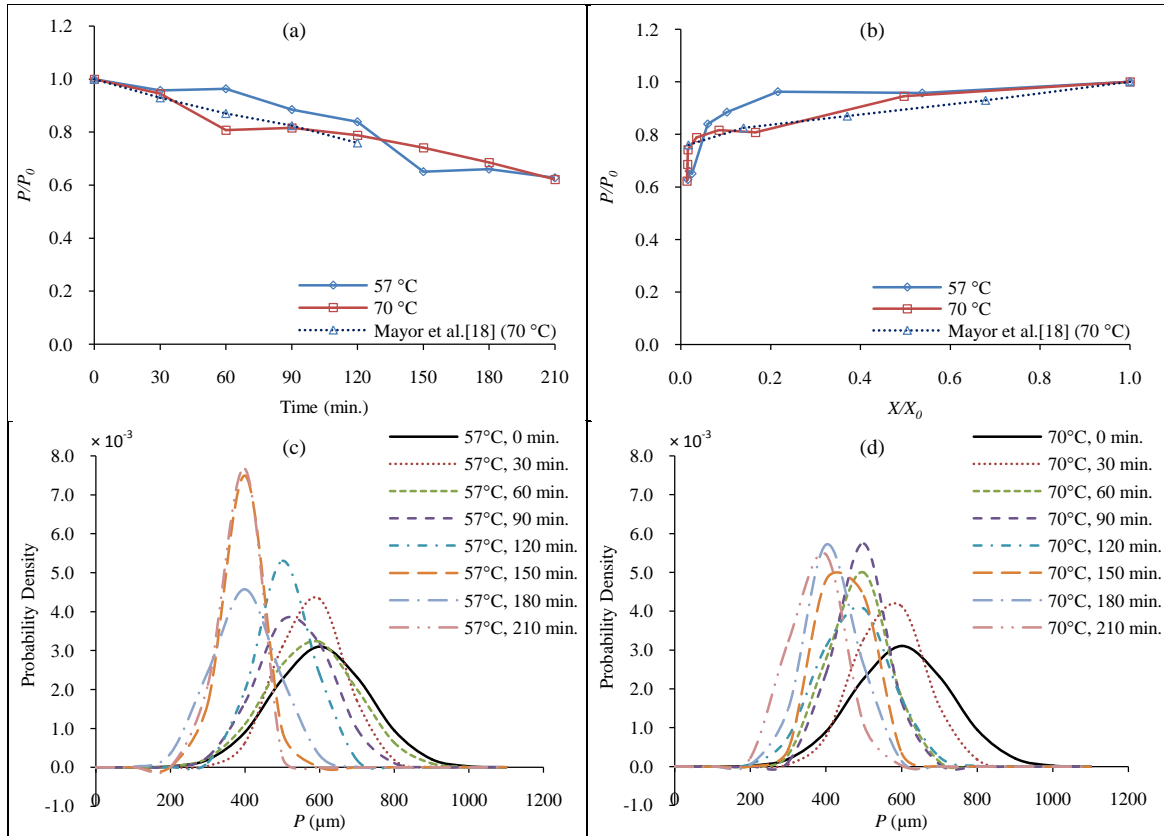 (a)
1.2
1.0
0.8
0.6
0.4
0.2
0.0
P/P0
0 30 60 90 120 150 180 210
Time (min.)
57 °C
70 °C
Mayor et al.[18] (70 °C)
(b)
1.2
1.0
0.8
0.6
0.4
0.2
0.0
P/P0
0.0 0.2 0.4 0.6 0.8 1.0
X/X0
57 °C
70 °C
Mayor et al.[18] (70 °C)
× 10-3
(c)
8.0
7.0
6.0
5.0
4.0
3.0
2.0
1.0
0.0
-1.0
Probability Density
0 200 400 600 800 1000 1200
P (µm)
57°C, 0 min.
57°C, 30 min.
57°C, 60 min.
57°C, 90 min.
57°C, 120 min.
57°C, 150 min.
57°C, 180 min.
57°C, 210 min.
× 10-3
(d)
8.0
7.0
6.0
5.0
4.0
3.0
2.0
1.0
0.0
-1.0
Probability Density
0 200 400 600 800 1000 1200
P (µm)
70°C, 0 min.
70°C, 30 min.
70°C, 60 min.
70°C, 90 min.
70°C, 120 min.
70°C, 150 min.
70°C, 180 min.
70°C, 210 min.